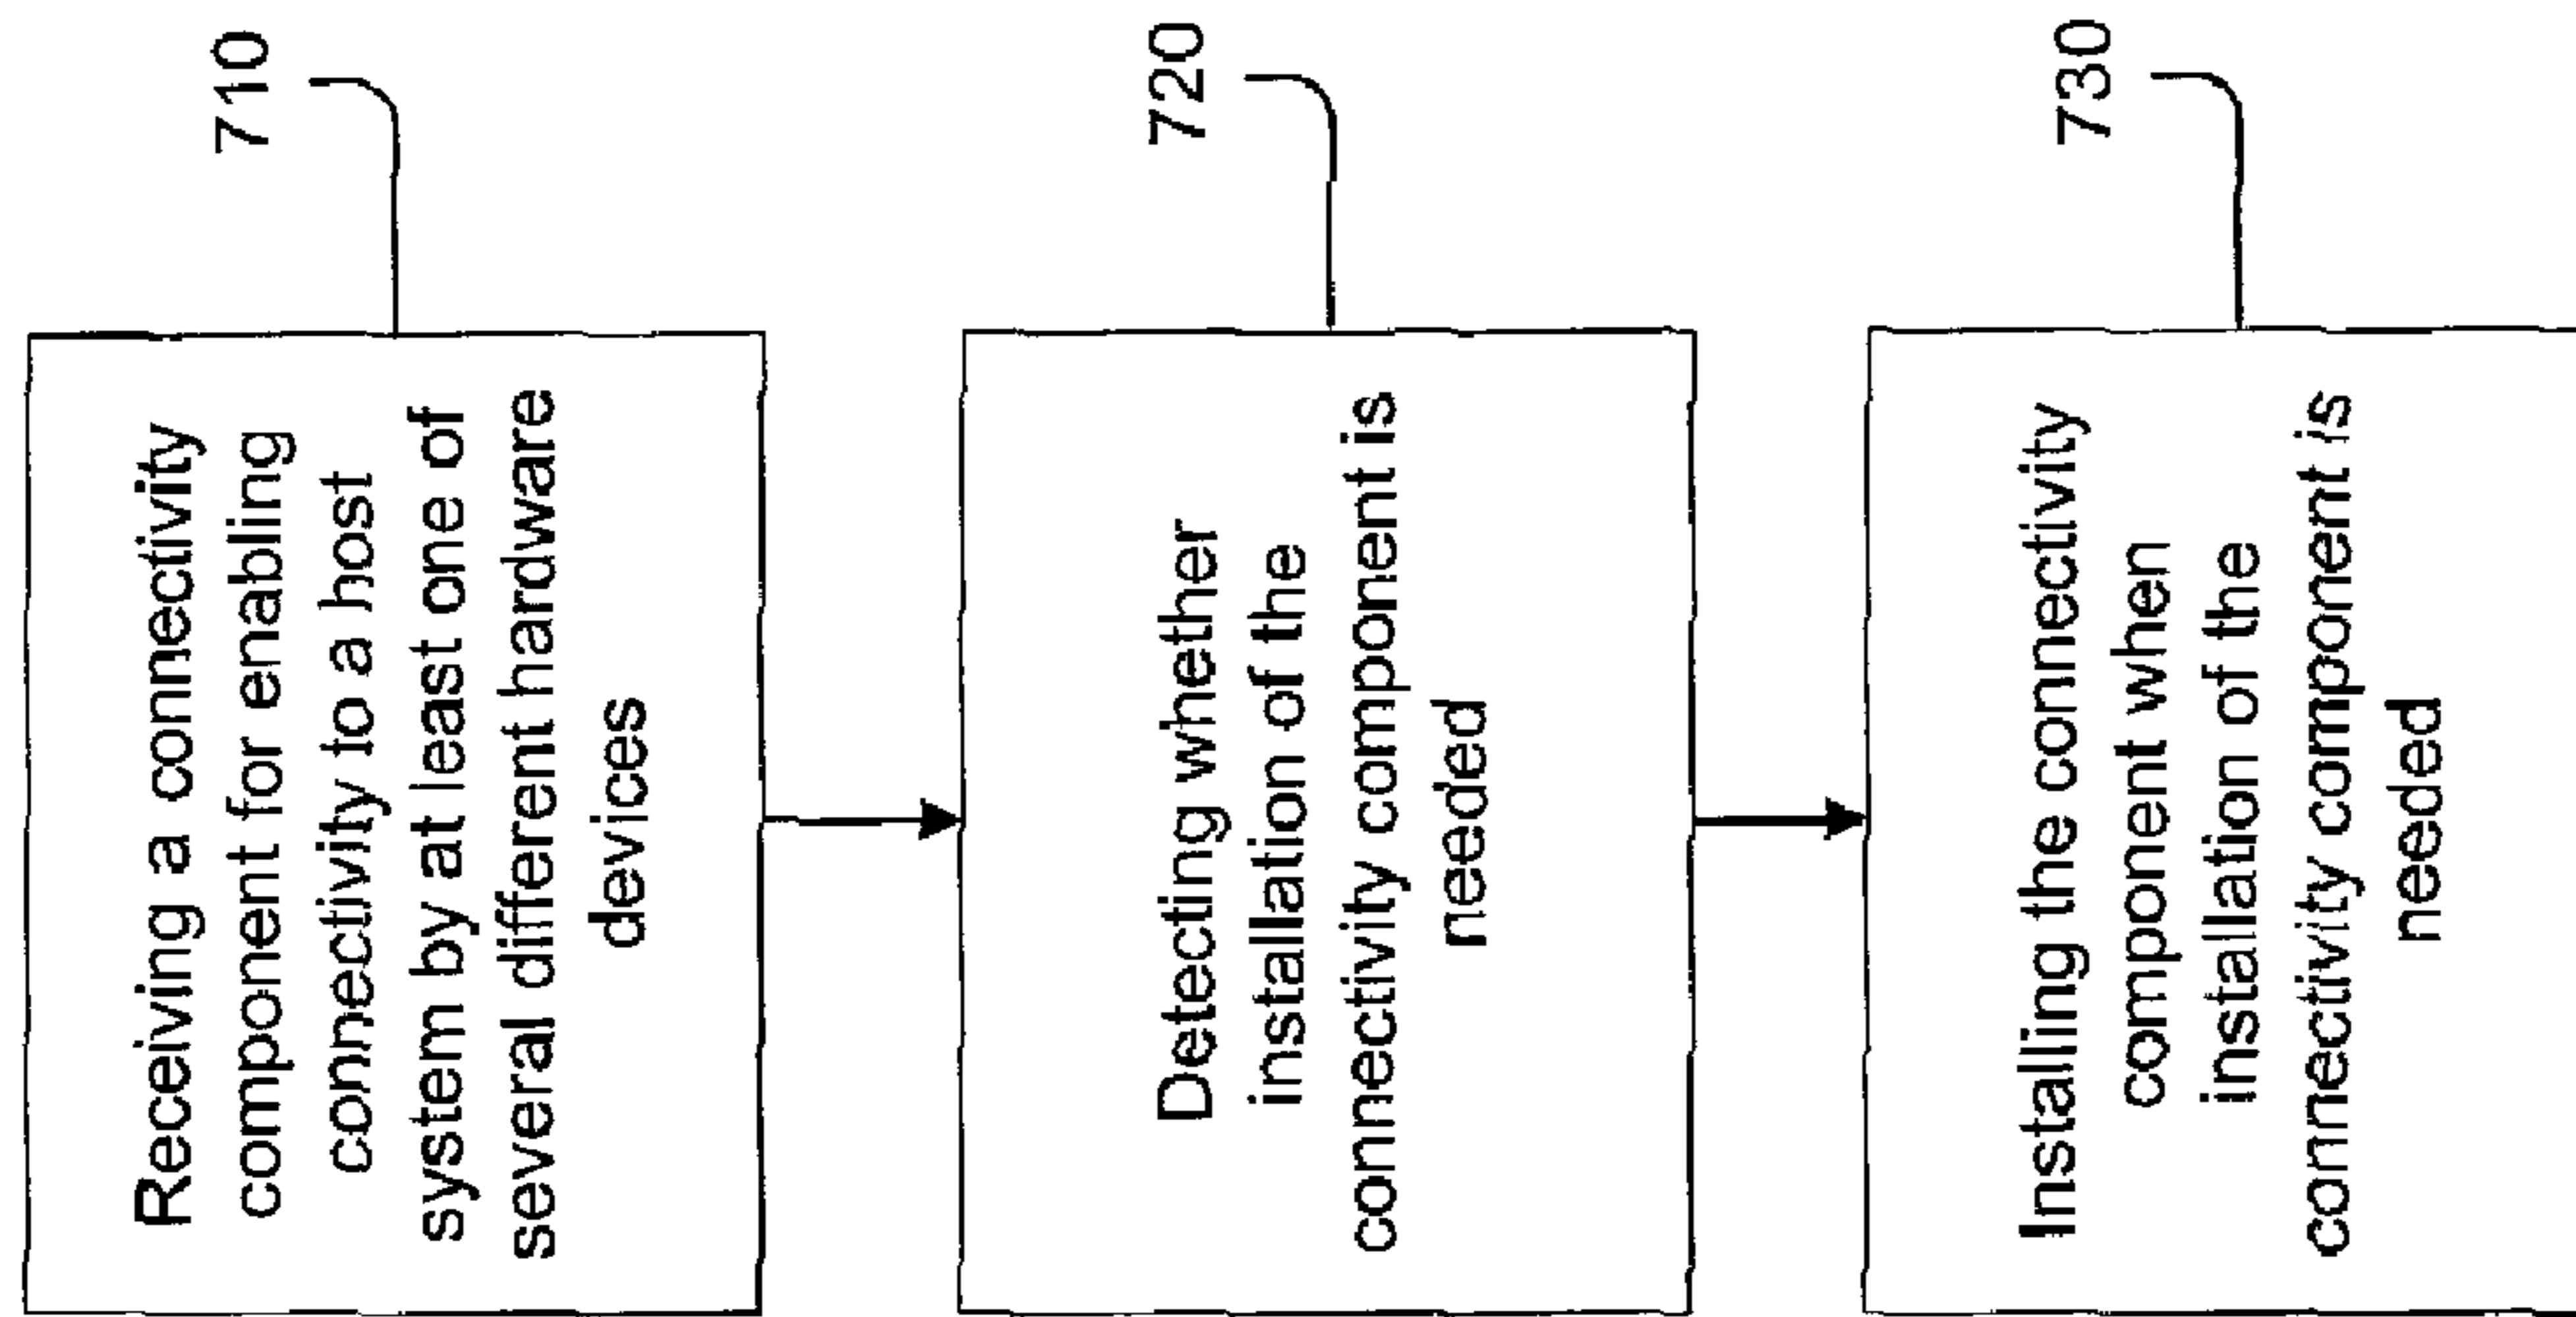 Receiving a connectivity
component for enabling
connectivity to a host
system by at least one of
several different hardware
devices
710
Detecting whether
installation of the
connectivity component is
needed
720
Installing the connectivity
component when
installation of the
connectivity component is
needed
730